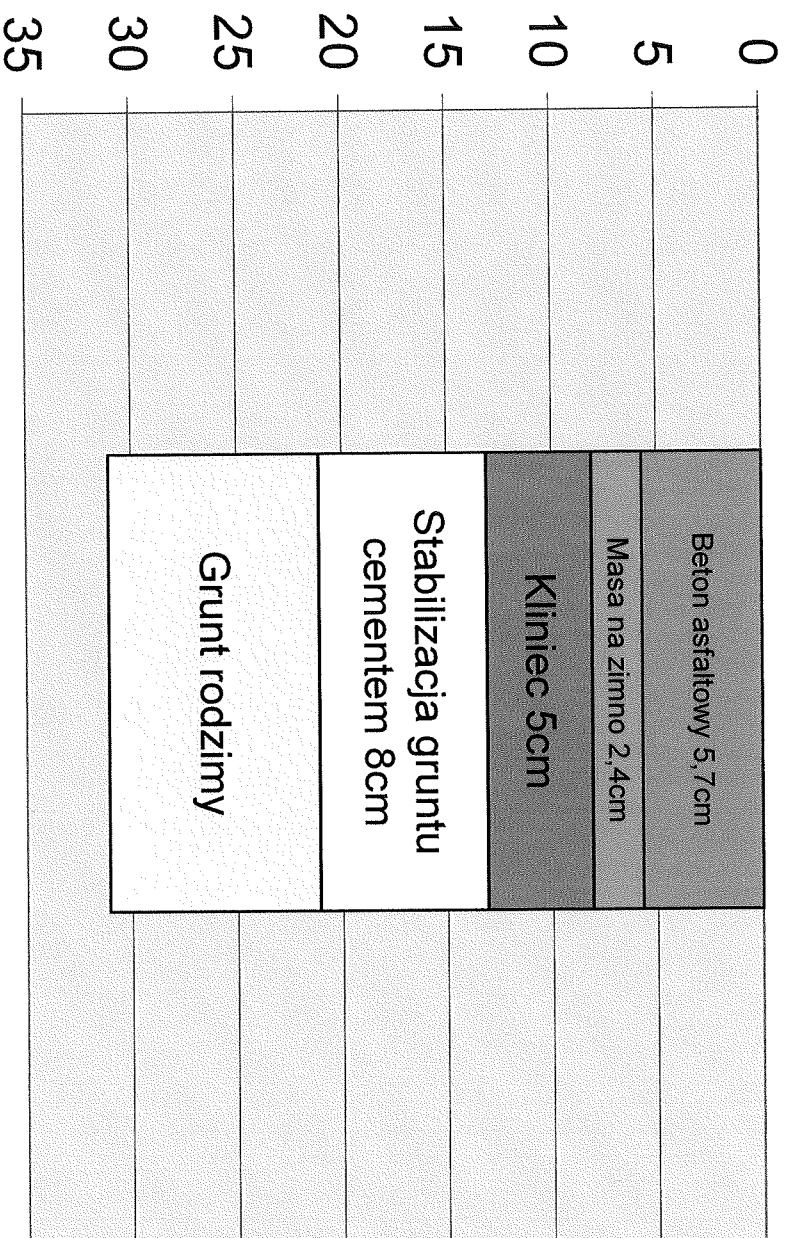 0
5
10
15
20
25
30
35
Beton asfaltowy 5,7cm
Masa na zimno 2,4cm
Kliniec 5cm
Stabilizacja gruntu
cementem 8cm
Grunt rodzimy